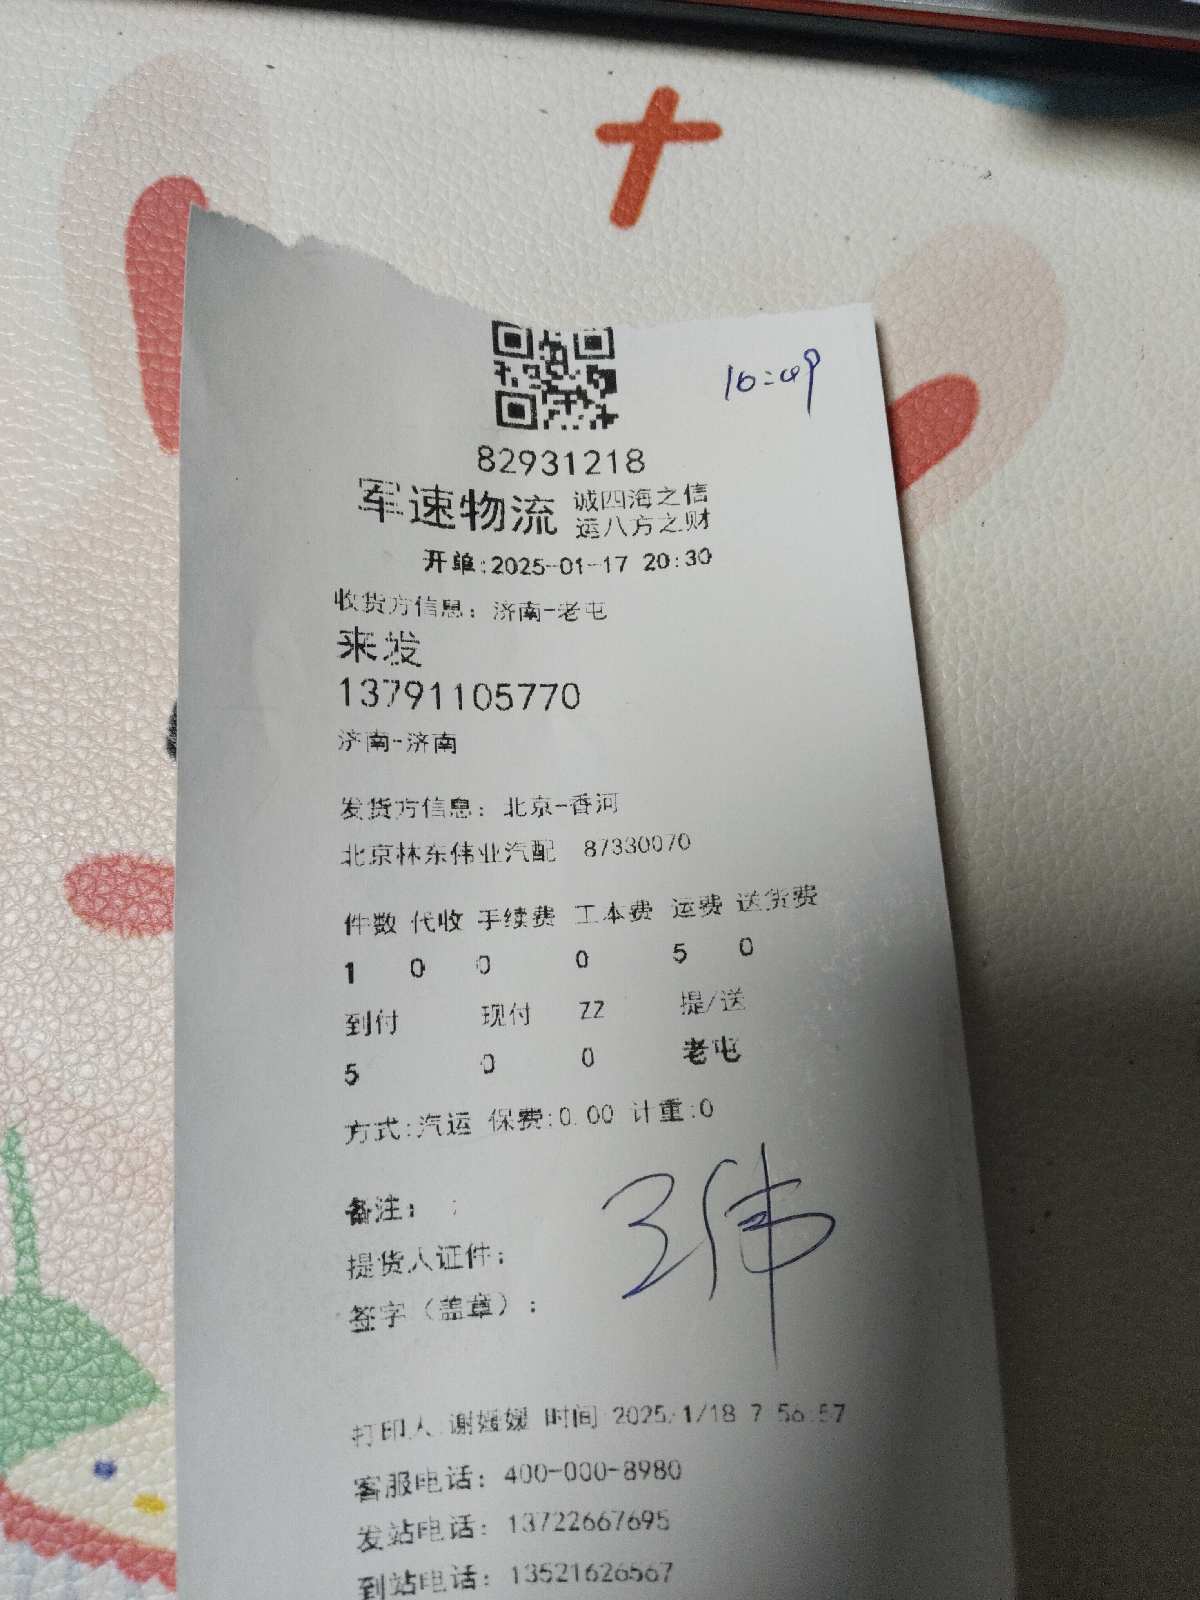 10:49
82931218
军速物流 诚四海之信
运八方之财
开单:2025-01-17 20:30
收货方信息: 济南-老屯
来发
13791105770
济南-济南
发货方信息: 北京-香河
北京林东伟业汽配 87330070
件数 代收 手续费 工本费 运费 送货费
1 0 0 0 5 0
到付 现付 ZZ 提/送
5 0 0 老屯
方式:汽运 保费:0.00 计重:0
备注:
提货人证件:
签字(盖章):
王伟
打印人:谢媛媛 时间:2025/1/18 7:56:57
客服电话: 400-000-8980
发站电话: 13722667695
到站电话: 13521626567